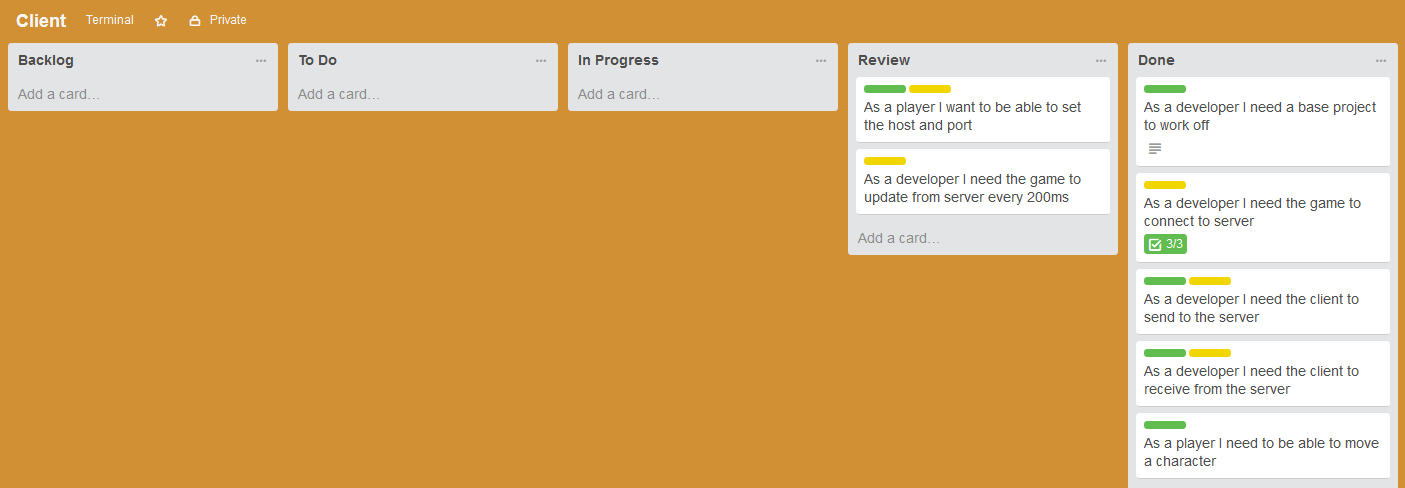 Client Terminal Private
Backlog
Add a card…
To Do
Add a card…
In Progress
Add a card…
Review
As a player I want to be able to set
the host and port
As a developer I need the game to
update from server every 200ms
Add a card…
Done
As a developer I need a base project
to work off
As a developer I need the game to
connect to server
3/3
As a developer I need the client to
send to the server
As a developer I need the client to
receive from the server
As a player I need to be able to move
a character